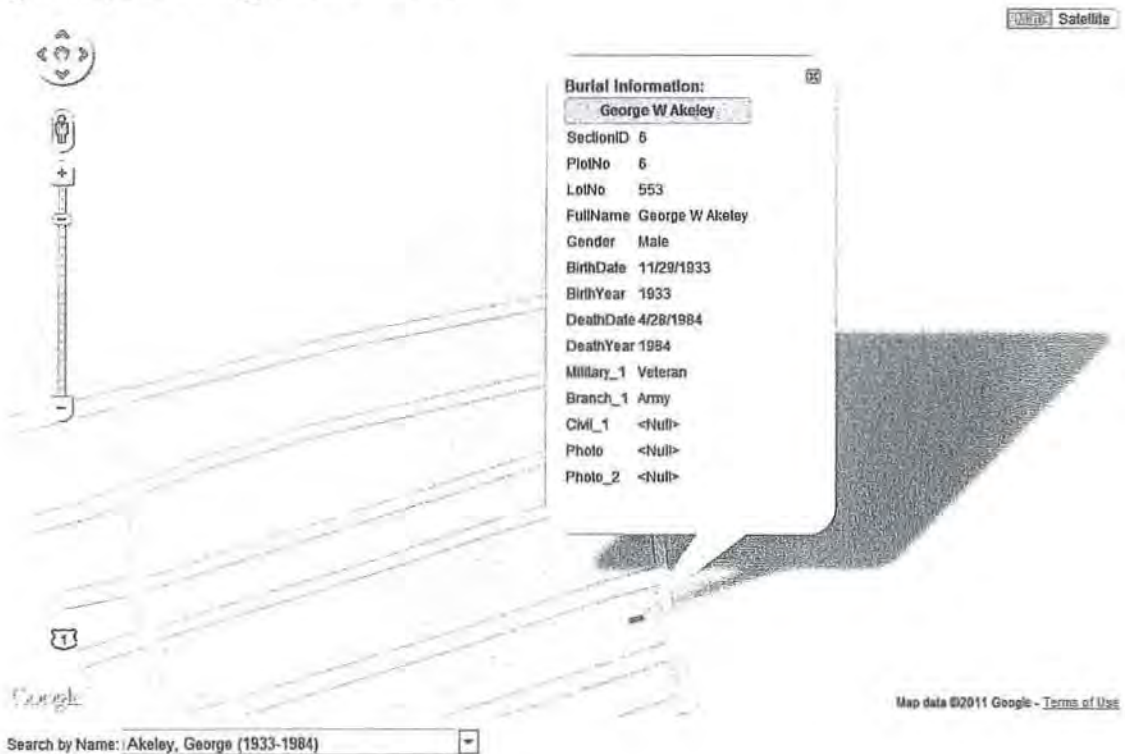 Satellite
Burial Information:
George W Akeley
SectionID 6
PlotNo 6
LotNo 553
FullName George W Akeley
Gender Male
BirthDate 11/29/1933
BirthYear 1933
DeathDate 4/28/1984
DeathYear 1984
Military_1 Veteran
Branch_1 Army
Civil_1 <Null>
Photo <Null>
Photo_2 <Null>
1
Google
Map data ©2011 Google - Terms of Use
Search by Name: Akeley, George (1933-1984)